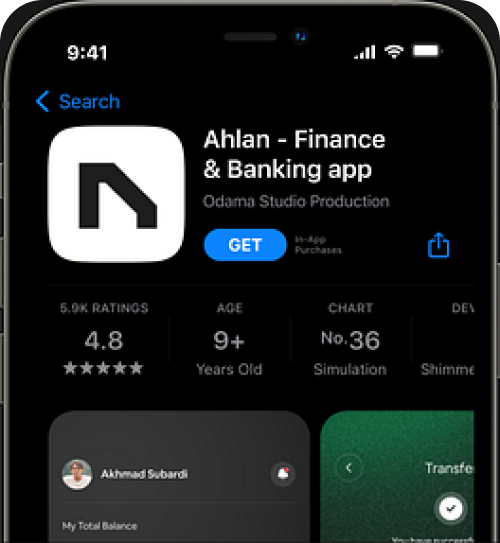 9:41
Search
Ahlan - Finance
& Banking app
Odama Studio Production
GET
In-App
Purchases
5.9K RATINGS
4.8
★★★★★
AGE
9+
Years Old
CHART
No.36
Simulation
DEV
Shimme
Akhmad Subardi
My Total Balance
Transfe
You have successf